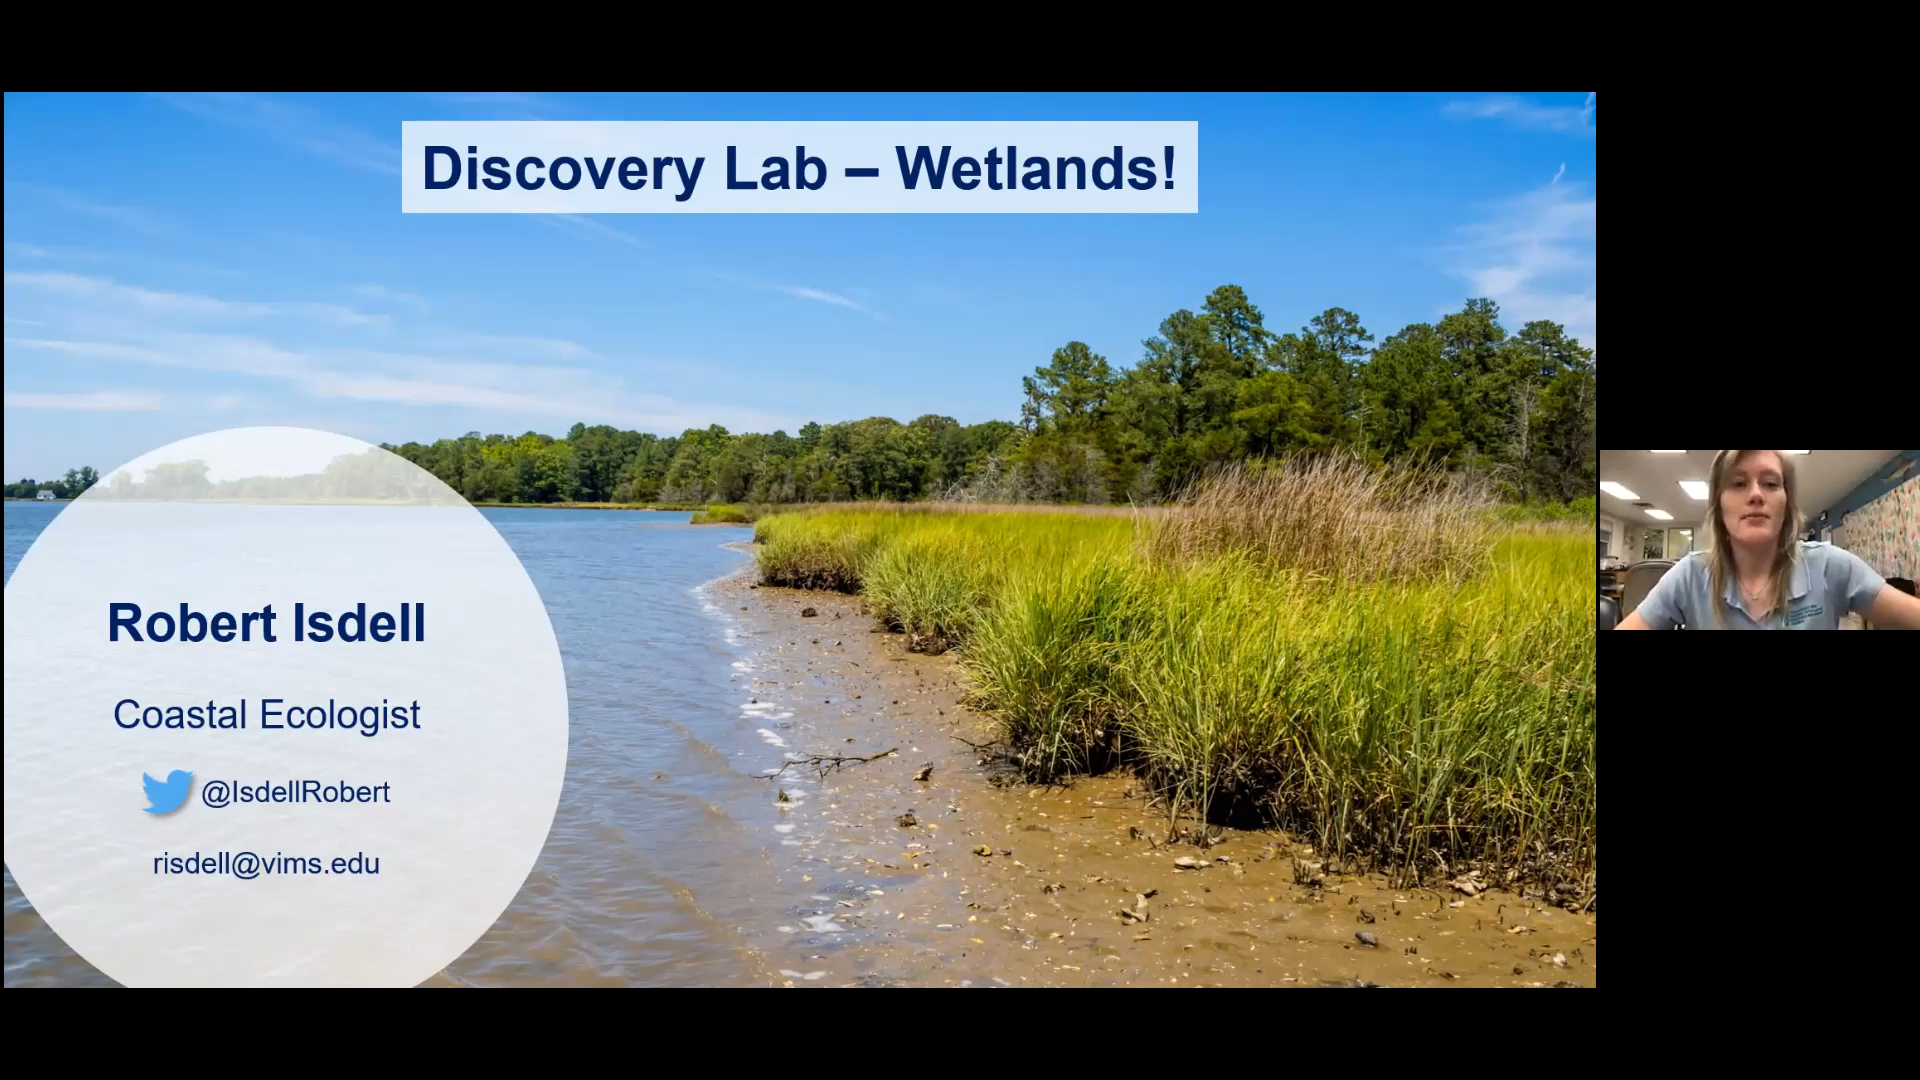 Discovery Lab – Wetlands!
Robert Isdell
Coastal Ecologist
@IsdellRobert
risdell@vims.edu